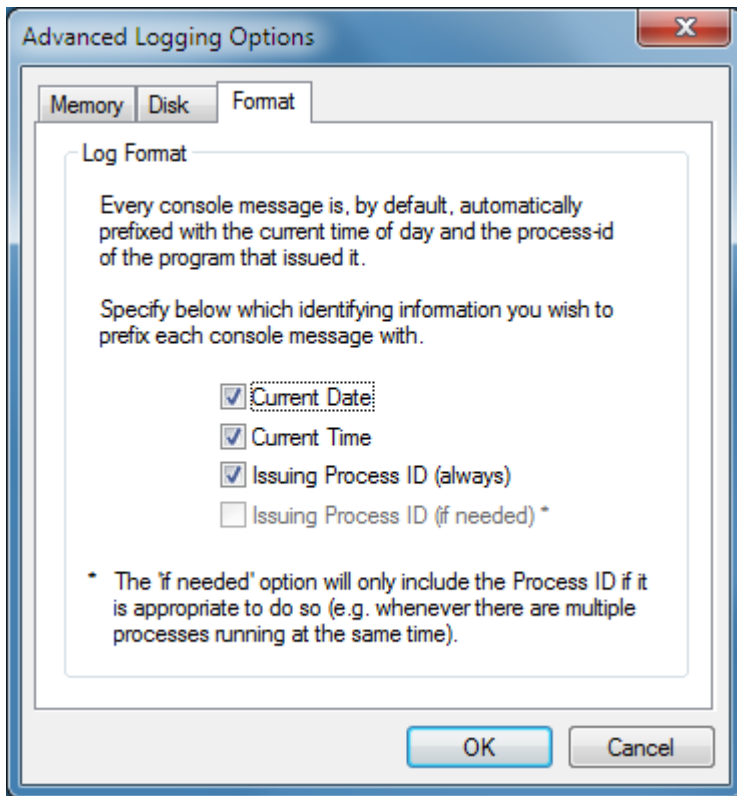 Advanced Logging Options
Memory Disk Format
Log Format
Every console message is, by default, automatically
prefixed with the current time of day and the process-id
of the program that issued it.
Specify below which identifying information you wish to
prefix each console message with.
Current Date
Current Time
Issuing Process ID (always)
Issuing Process ID (if needed) *
* The 'if needed' option will only include the Process ID if it
is appropriate to do so (e.g. whenever there are multiple
processes running at the same time).
OK Cancel